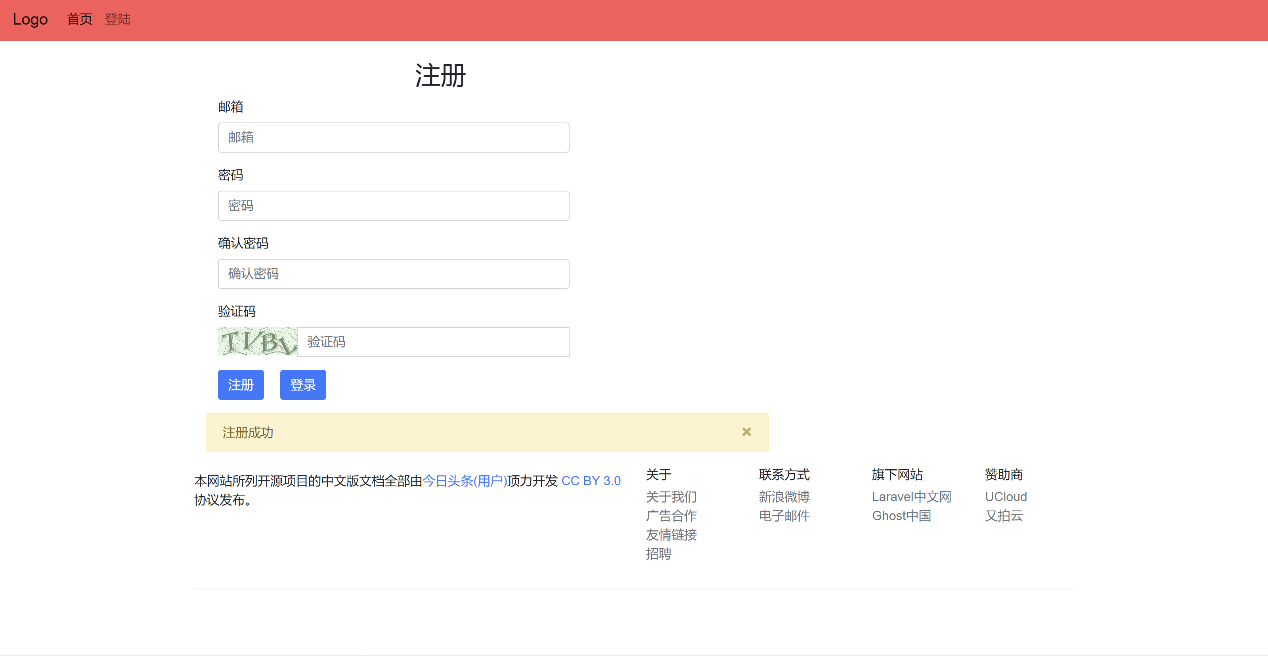 Logo 首页 登陆
注册
邮箱
邮箱
密码
密码
确认密码
确认密码
验证码
TVBL 验证码
注册 登录
注册成功 ×
本网站所列开源项目的中文版文档全部由今日头条(用户)顶力开发 CC BY 3.0
协议发布。
关于
关于我们
广告合作
友情链接
招聘
联系方式
新浪微博
电子邮件
旗下网站
Laravel中文网
Ghost中国
赞助商
UCloud
又拍云